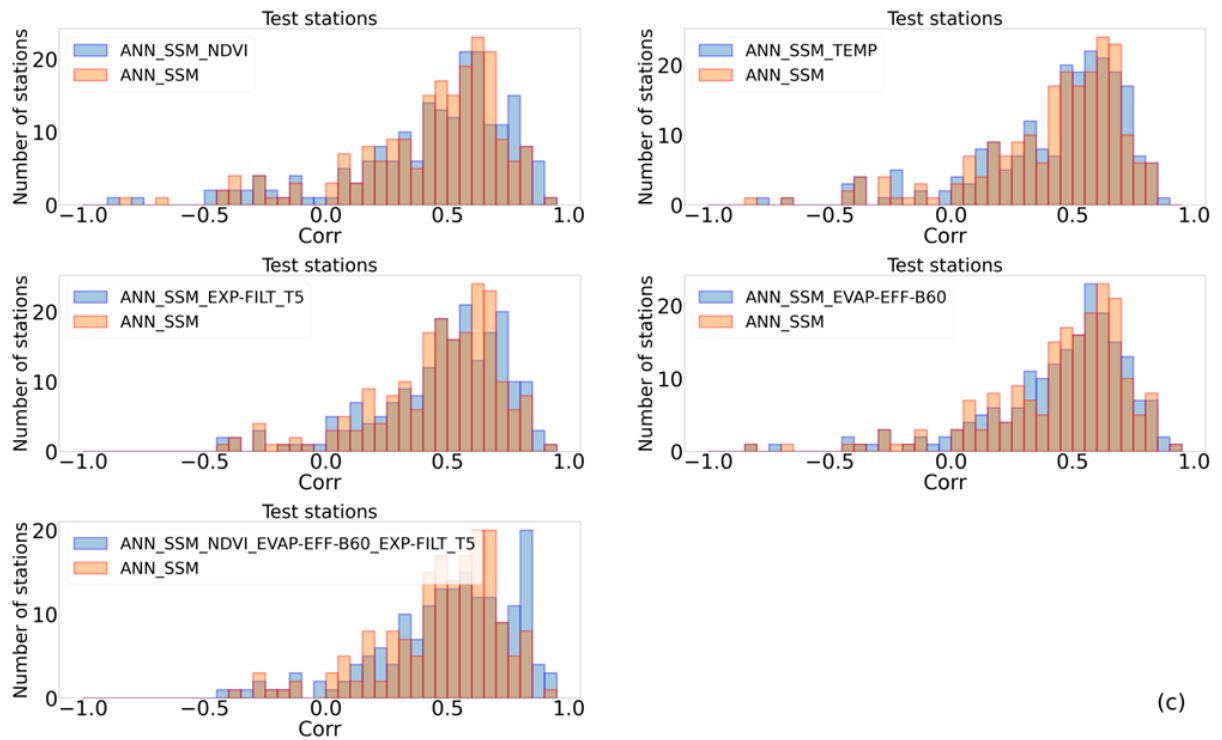 Test stations
Number of stations
20
10
0
ANN_SSM_NDVI
ANN_SSM
−1.0 −0.5 0.0 0.5 1.0
Corr
Test stations
Number of stations
20
10
0
ANN_SSM_TEMP
ANN_SSM
−1.0 −0.5 0.0 0.5 1.0
Corr
Test stations
Number of stations
20
10
0
ANN_SSM_EXP-FILT_T5
ANN_SSM
−1.0 −0.5 0.0 0.5 1.0
Corr
Test stations
Number of stations
20
10
0
ANN_SSM_EVAP-EFF-B60
ANN_SSM
−1.0 −0.5 0.0 0.5 1.0
Corr
Test stations
Number of stations
20
10
0
ANN_SSM_NDVI_EVAP-EFF-B60_EXP-FILT_T5
ANN_SSM
−1.0 −0.5 0.0 0.5 1.0
Corr
(c)